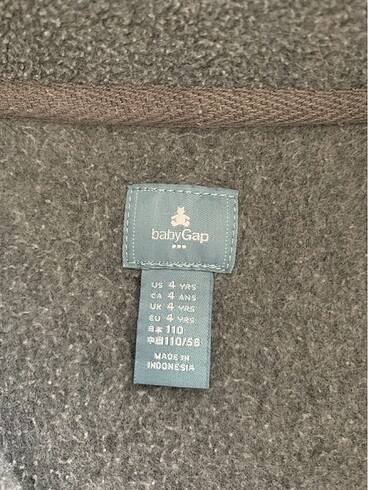 babyGap
US 4 YRS
CA 4 ANS
UK 4 YRS
EU 4 YRS
日本 110
中国 110/56
MADE IN
INDONESIA